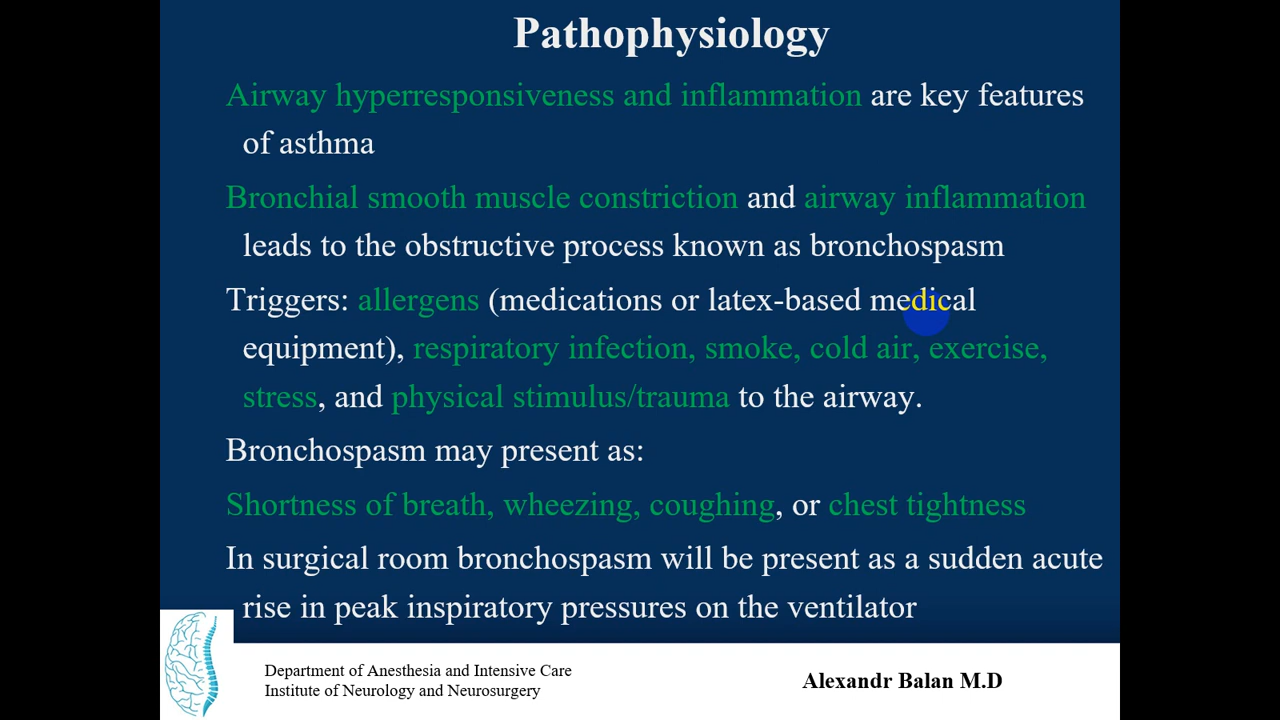 Pathophysiology
Airway hyperresponsiveness and inflammation are key features
of asthma
Bronchial smooth muscle constriction and airway inflammation
leads to the obstructive process known as bronchospasm
Triggers: allergens (medications or latex-based medical
equipment), respiratory infection, smoke, cold air, exercise,
stress, and physical stimulus/trauma to the airway.
Bronchospasm may present as:
Shortness of breath, wheezing, coughing, or chest tightness
In surgical room bronchospasm will be present as a sudden acute
rise in peak inspiratory pressures on the ventilator
Department of Anesthesia and Intensive Care
Institute of Neurology and Neurosurgery
Alexandr Balan M.D